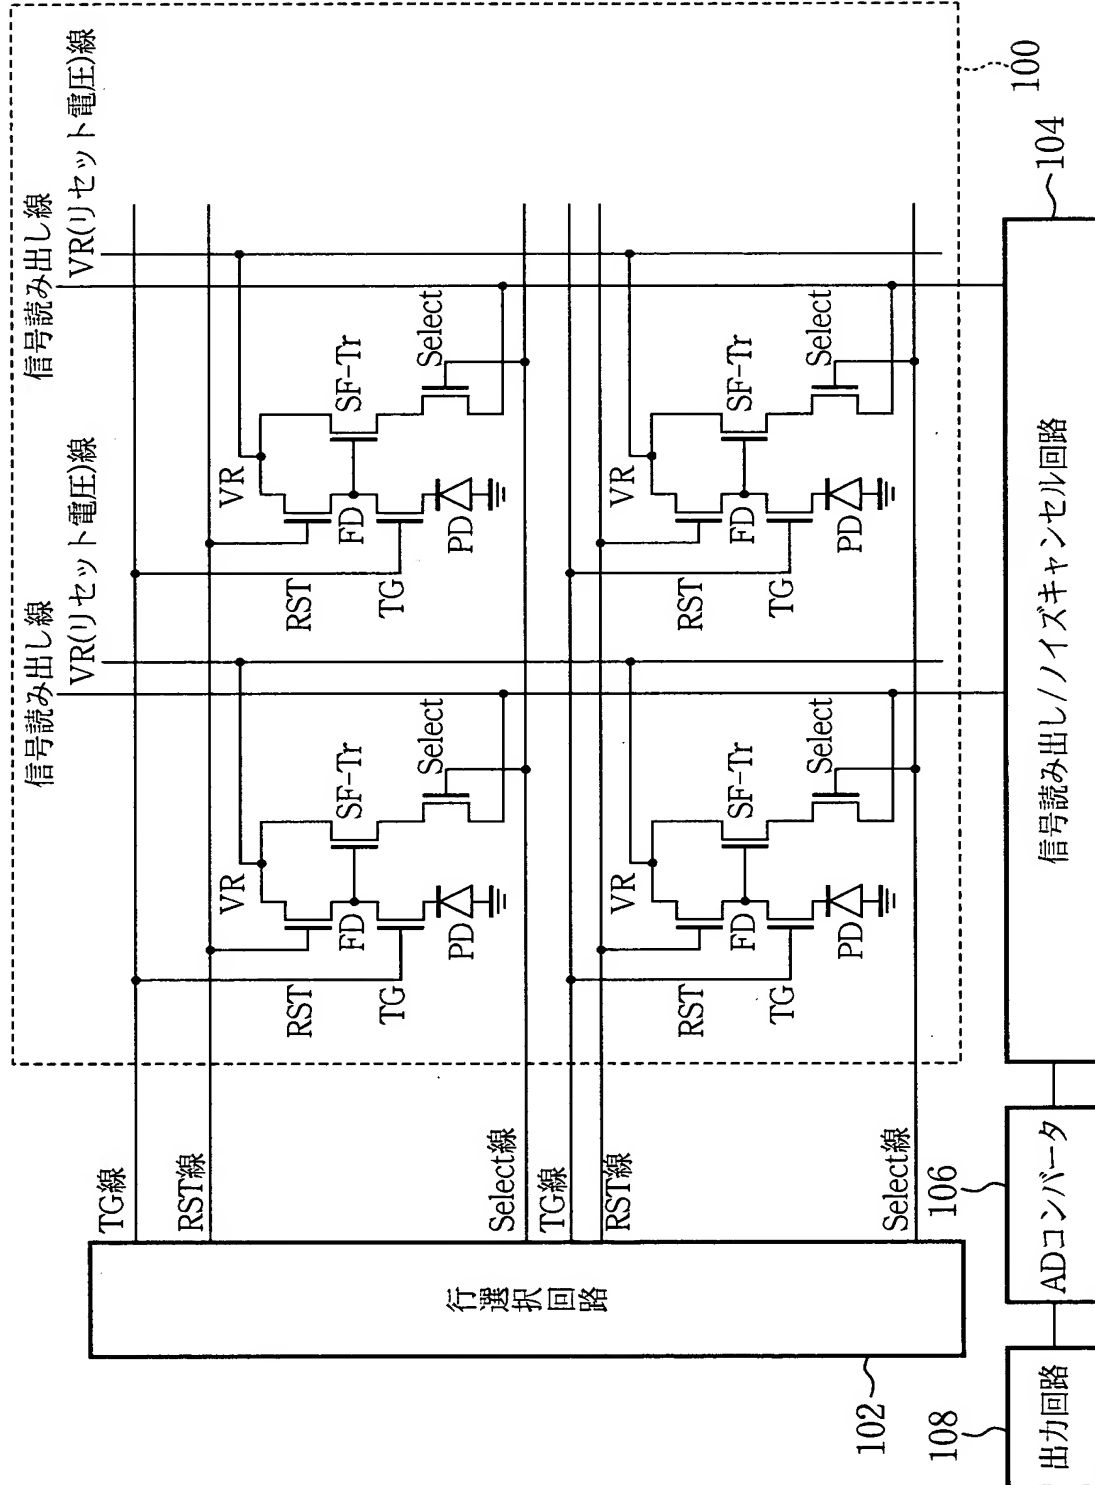 信号読み出し線
VR(リセット電圧)線
信号読み出し線
VR(リセット電圧)線
100
TG線
RST線
Select線
TG線
RST線
Select線
行選択回路
102
VR
RST
FD
TG
PD
SF-Tr
Select
VR
RST
FD
TG
PD
SF-Tr
Select
VR
RST
FD
TG
PD
SF-Tr
Select
VR
RST
FD
TG
PD
SF-Tr
Select
信号読み出し/ノイズキャンセル回路
104
ADコンバータ
106
出力回路
108